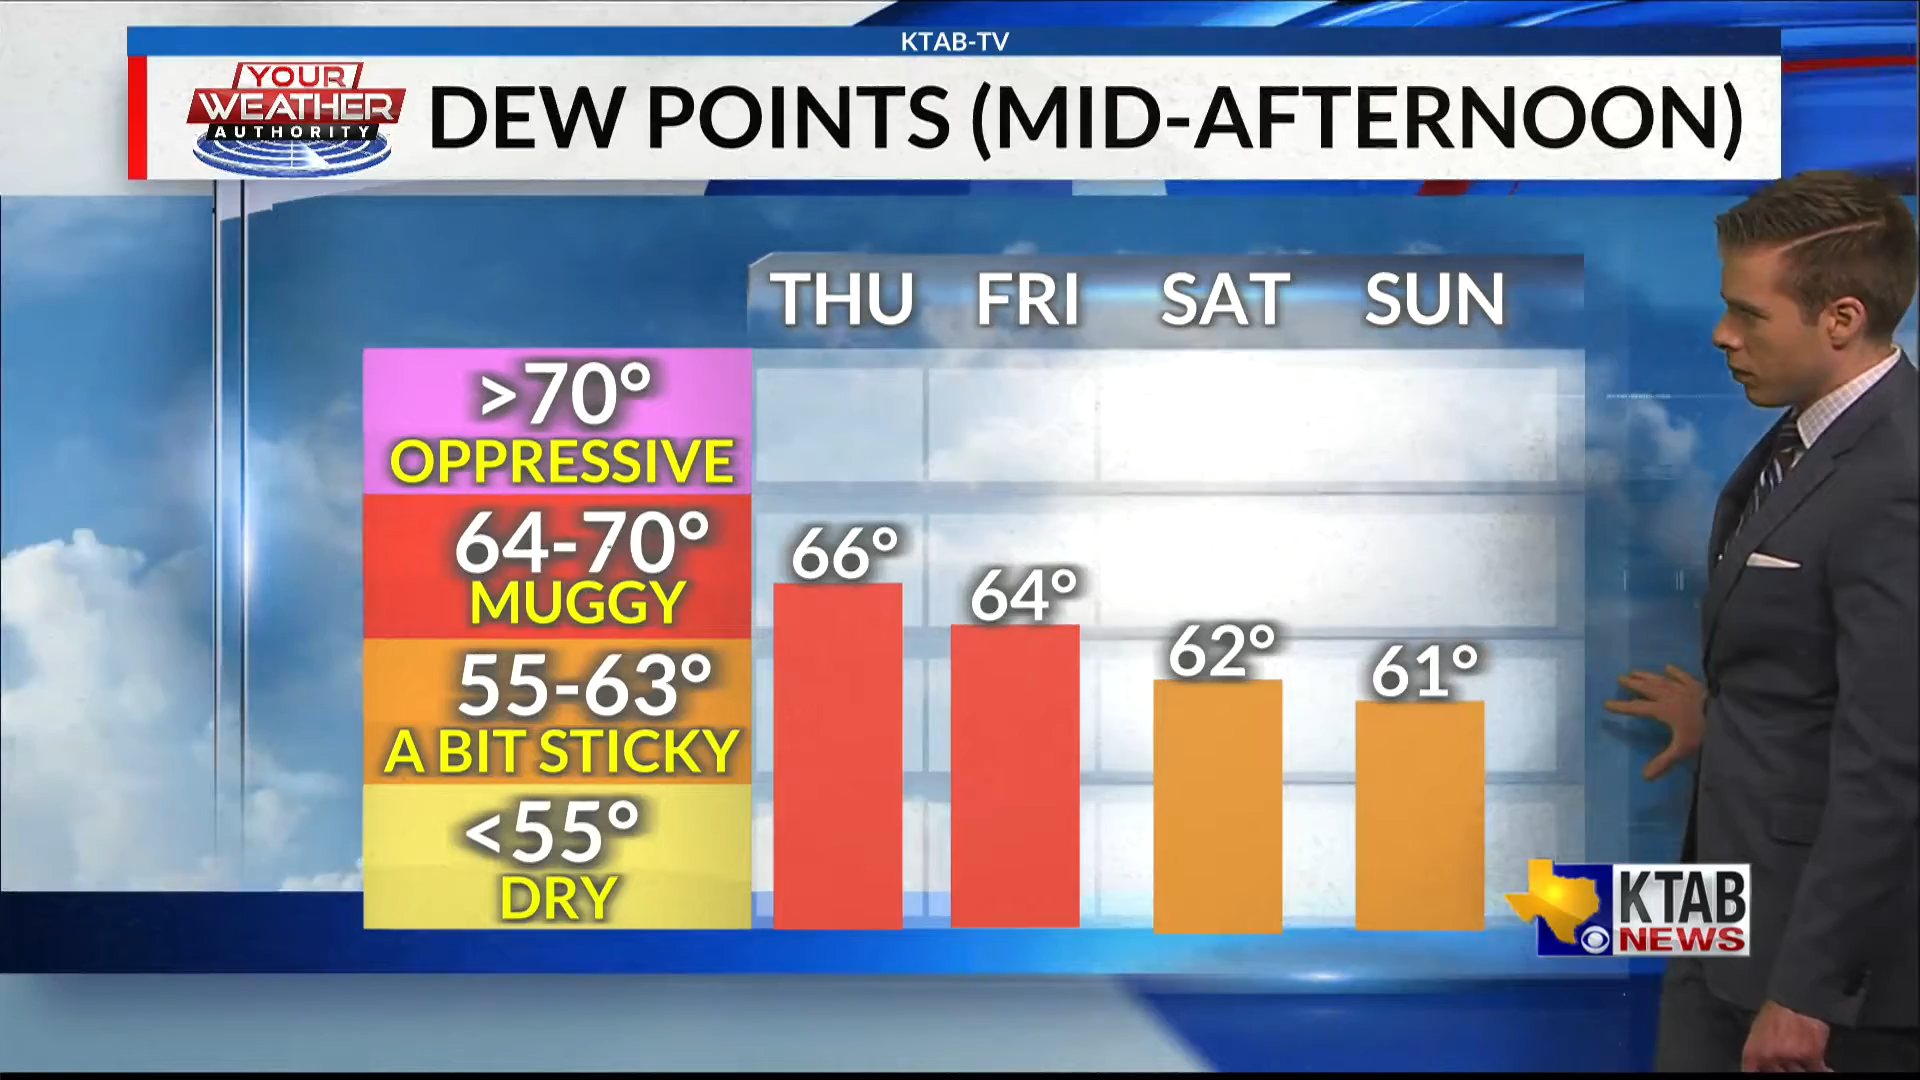 KTAB-TV
YOUR
WEATHER
AUTHORITY
DEW POINTS (MID-AFTERNOON)
THU FRI SAT SUN
>70°
OPPRESSIVE
64-70°
MUGGY
55-63°
A BIT STICKY
<55°
DRY
66°
64°
62°
61°
KTAB
NEWS